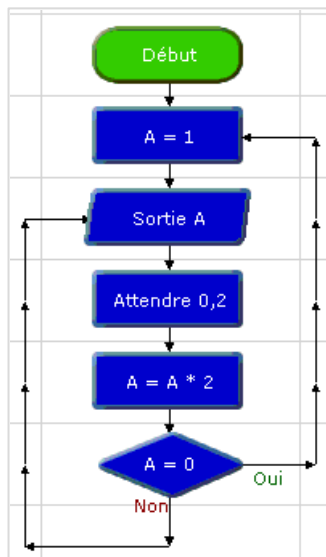 Début
A = 1
Sortie A
Attendre 0,2
A = A * 2
A = 0
Oui
Non